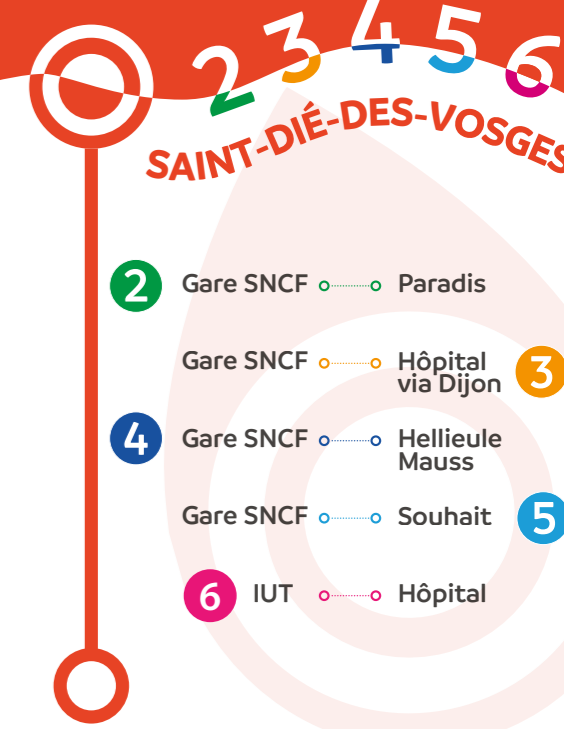 2 3 4 5 6
SAINT-DIÉ-DES-VOSGES
2 Gare SNCF Paradis
Gare SNCF Hôpital 3
via Dijon
4 Gare SNCF Hellieule
Mauss
Gare SNCF Souhait 5
6 IUT Hôpital